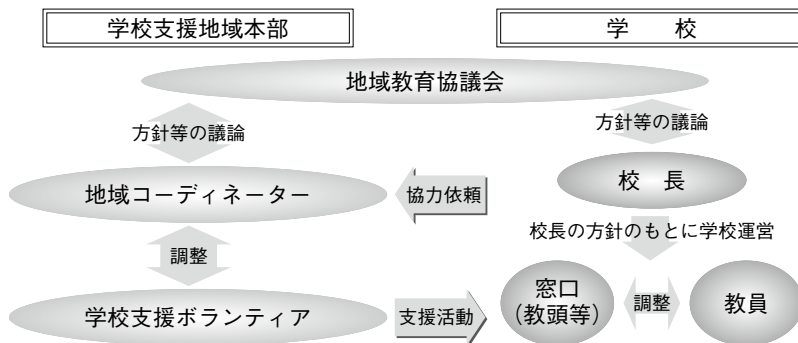 学校支援地域本部
学　校
地域教育協議会
方針等の議論
方針等の議論
地域コーディネーター
協力依頼
校　長
校長の方針のもとに学校運営
調整
窓口
（教頭等）
調整
教員
学校支援ボランティア
支援活動